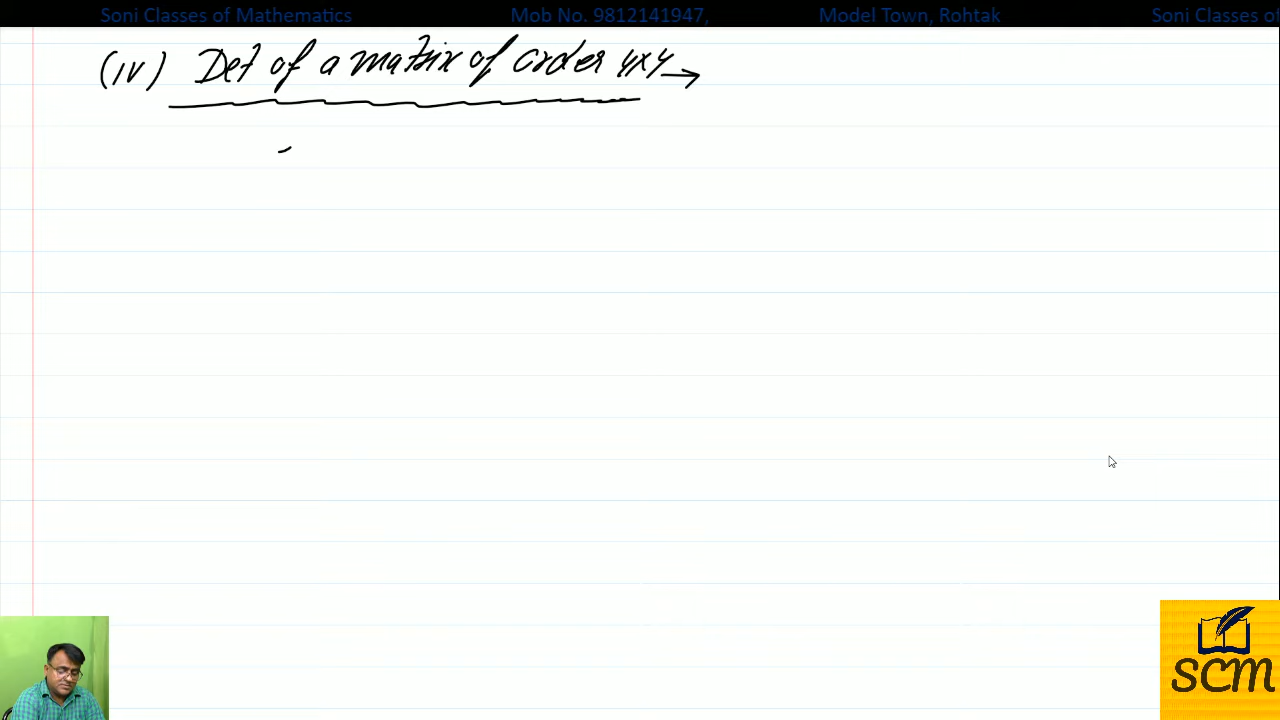 Soni Classes of Mathematics Mob No. 9812141947, Model Town, Rohtak Soni Classes of
(iv) Det of a matrix of order 4x4 →
SCM